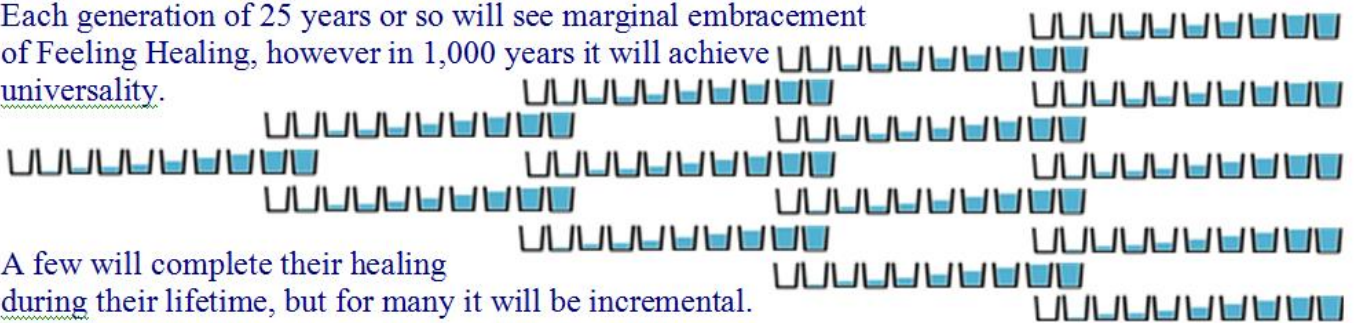 Each generation of 25 years or so will see marginal embracement
of Feeling Healing, however in 1,000 years it will achieve
universality.
A few will complete their healing
during their lifetime, but for many it will be incremental.